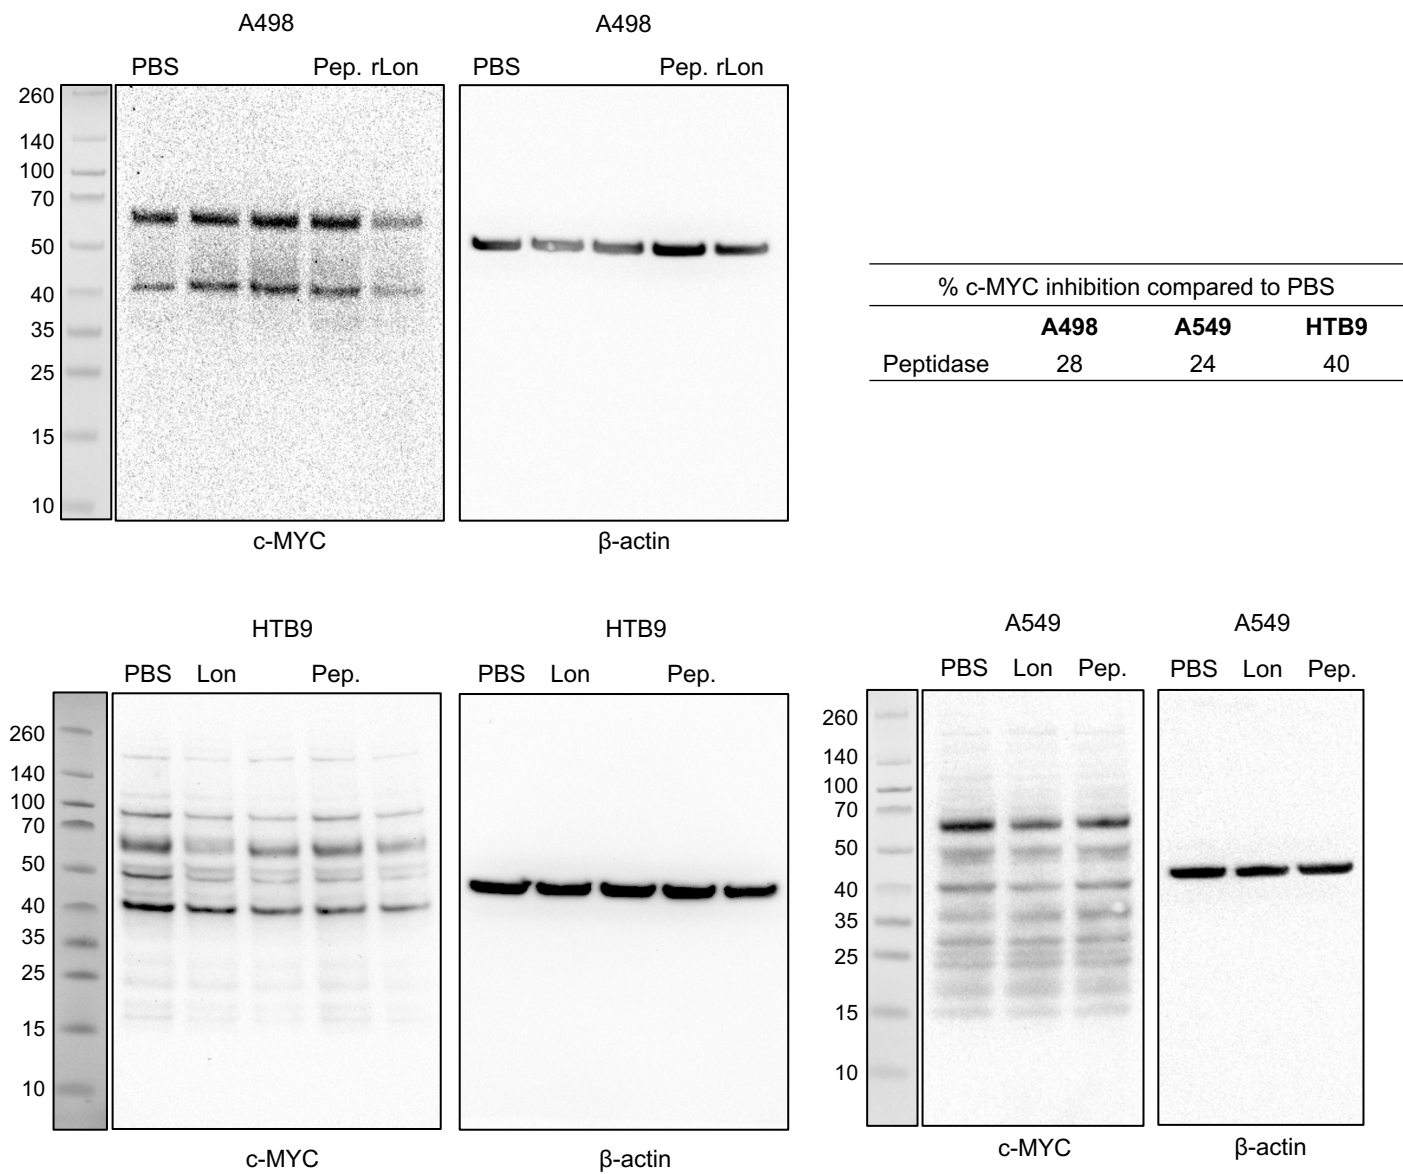 A498
A498
PBS Pep. rLon
PBS Pep. rLon
260
140
100
70
50
40
35
25
15
10
c-MYC
β-actin
% c-MYC inhibition compared to PBS
A498 A549 HTB9
Peptidase 28 24 40
HTB9
HTB9
PBS Lon Pep.
PBS Lon Pep.
260
140
100
70
50
40
35
25
15
10
c-MYC
β-actin
A549
A549
PBS Lon Pep.
PBS Lon Pep.
260
140
100
70
50
40
35
25
15
10
c-MYC
β-actin